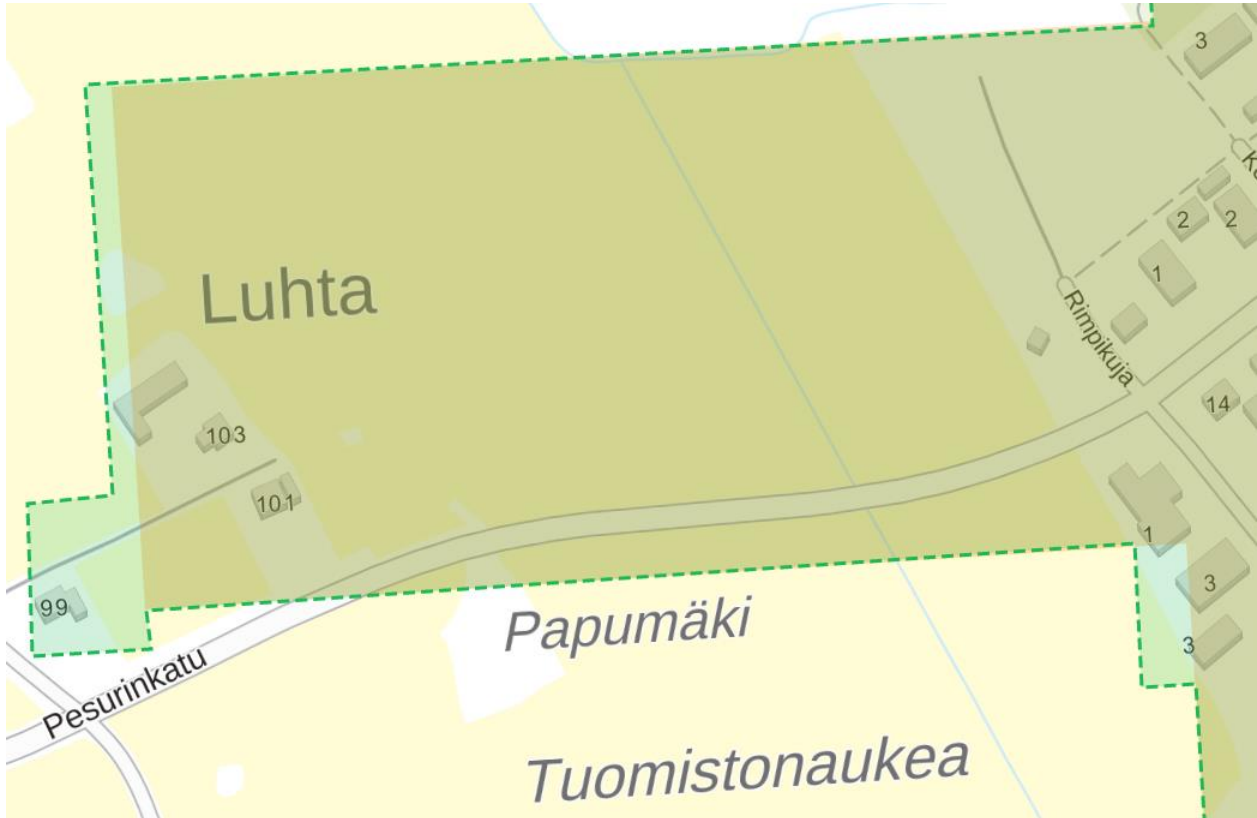 3
2
2
1
Luhta
Rimpikuja
14
103
101
1
3
99
Papumäki
3
Pesurinkatu
Tuomistonaukea